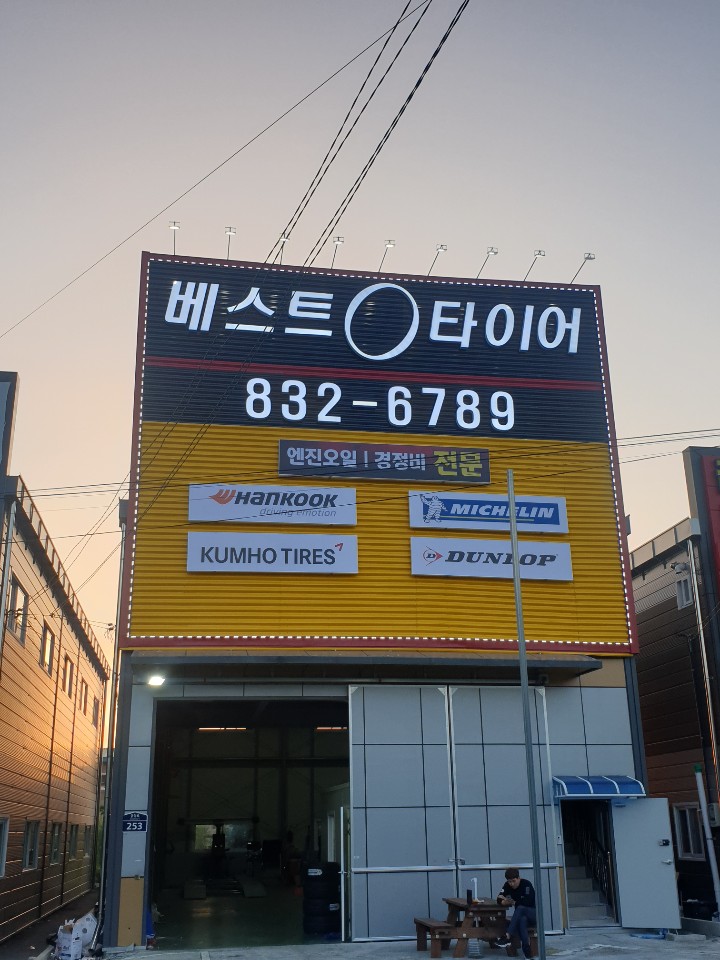 베스트 타이어
832-6789
엔진오일 | 경정비 전문
HANKOOK
driving emotion
MICHELIN
KUMHO TIRES
DUNLOP
253